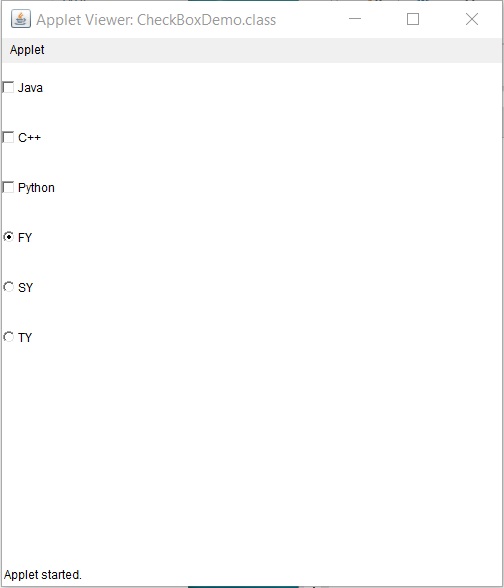 Applet Viewer: CheckBoxDemo.class
Applet
Java
C++
Python
FY
SY
TY
Applet started.